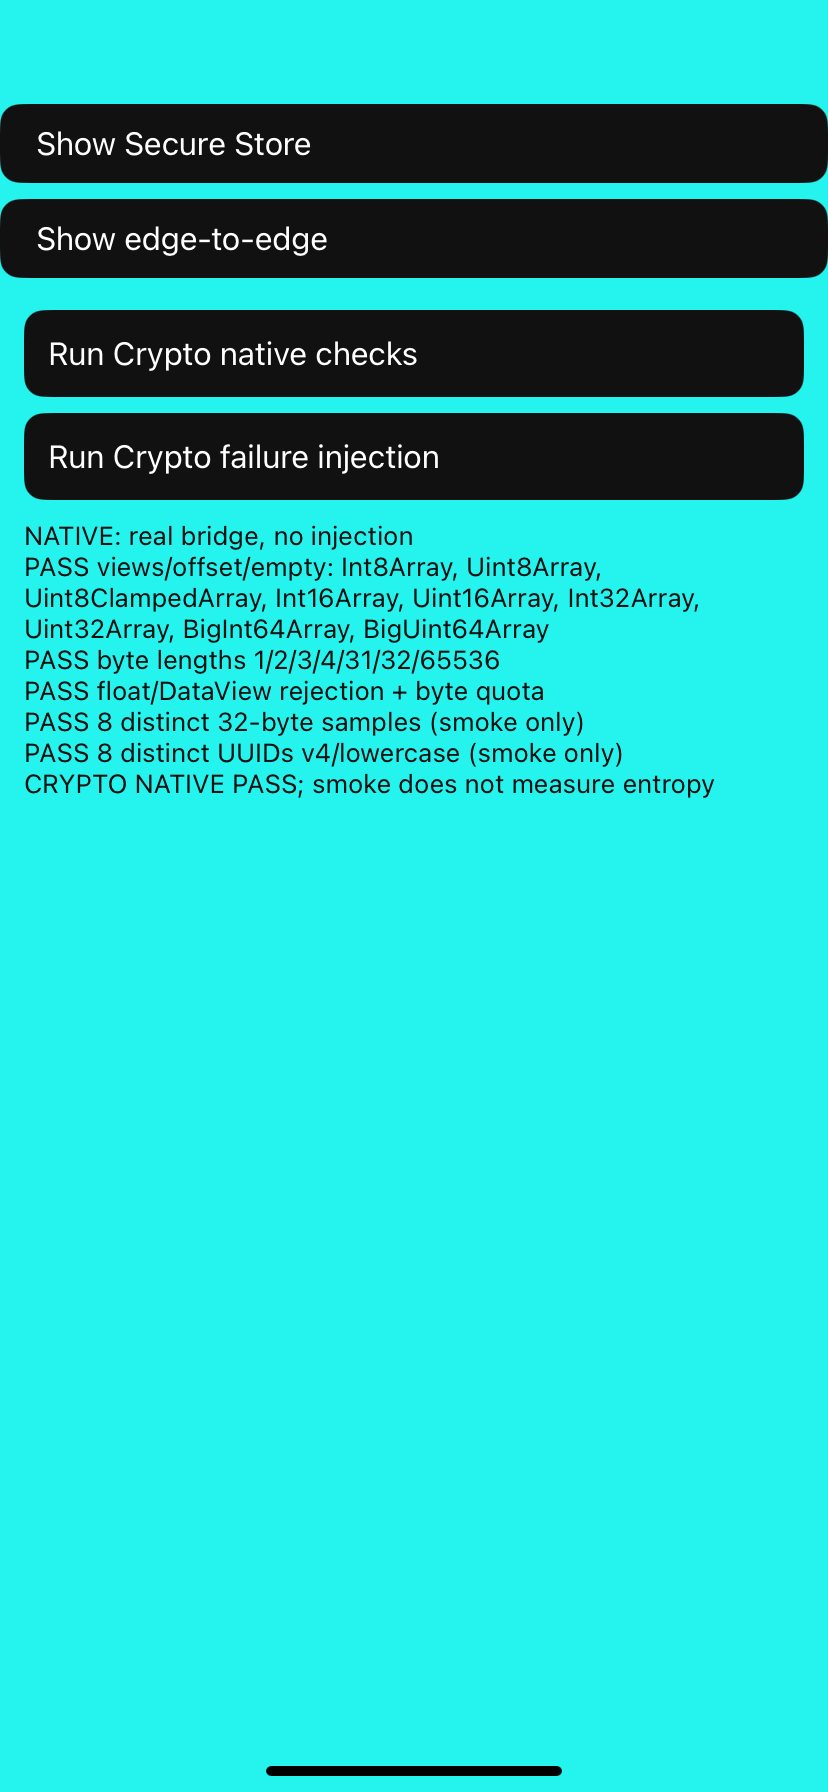 Show Secure Store
Show edge-to-edge
Run Crypto native checks
Run Crypto failure injection
NATIVE: real bridge, no injection
PASS views/offset/empty: Int8Array, Uint8Array,
Uint8ClampedArray, Int16Array, Uint16Array, Int32Array,
Uint32Array, BigInt64Array, BigUint64Array
PASS byte lengths 1/2/3/4/31/32/65536
PASS float/DataView rejection + byte quota
PASS 8 distinct 32-byte samples (smoke only)
PASS 8 distinct UUIDs v4/lowercase (smoke only)
CRYPTO NATIVE PASS; smoke does not measure entropy